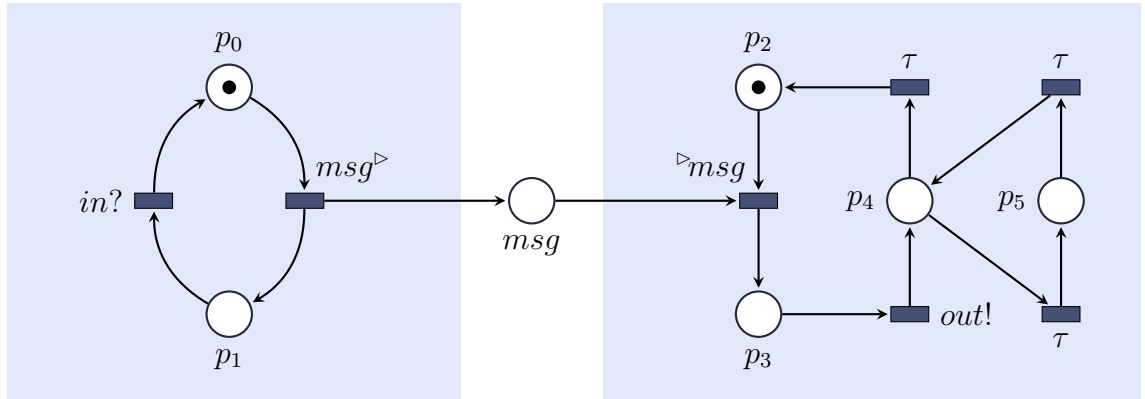 p₀
p₂
τ
τ
msg▷
▷msg
in?
p₄
p₅
msg
out!
p₁
p₃
τ